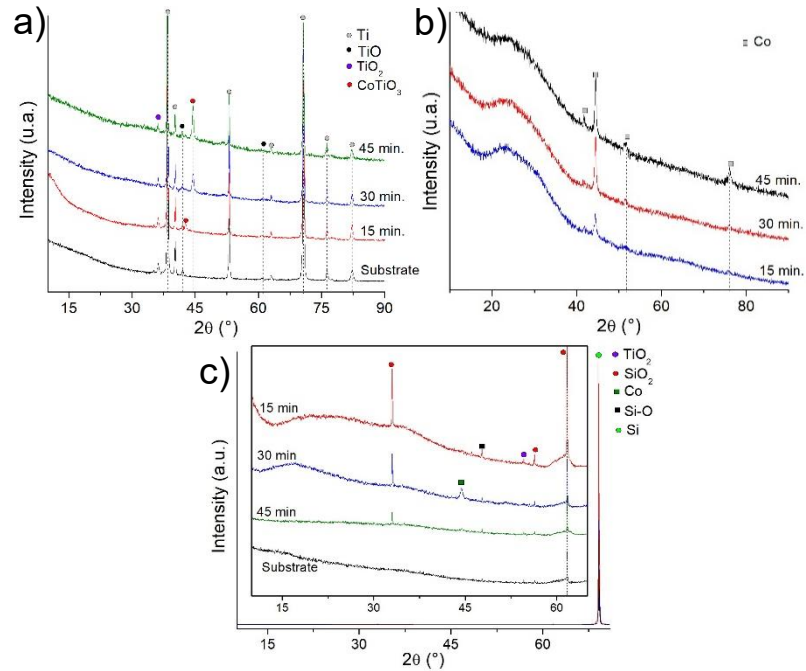 a)
Ti
TiO
TiO₂
CoTiO₃
45 min.
30 min.
15 min.
Substrate
Intensity (u.a.)
15 30 45 60 75 90
2θ (°)
b)
Co
45 min.
30 min.
15 min.
Intensity (u.a.)
20 40 60 80
2θ (°)
c)
TiO₂
SiO₂
Co
Si-O
Si
15 min
30 min
45 min
Substrate
15 30 45 60
Intensity (a.u.)
15 30 45 60
2θ (°)